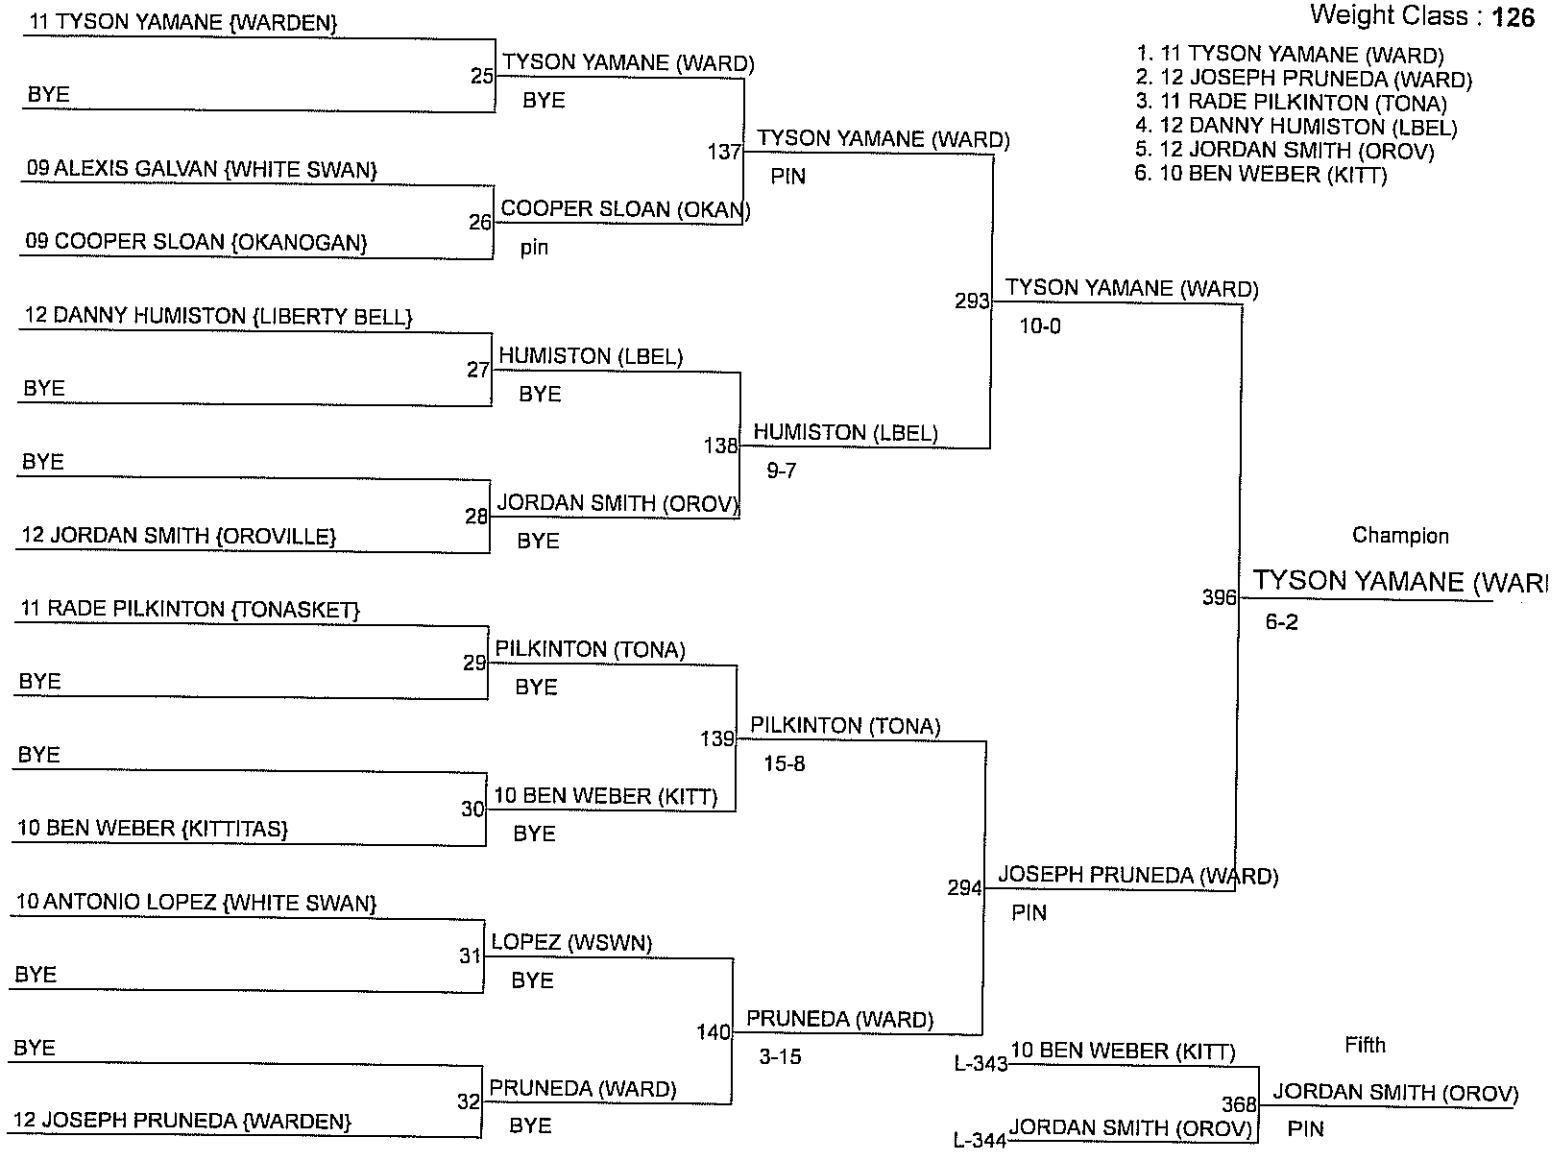 Weight Class : 126
1. 11 TYSON YAMANE (WARD)
2. 12 JOSEPH PRUNEDA (WARD)
3. 11 RADE PILKINTON (TONA)
4. 12 DANNY HUMISTON (LBEL)
5. 12 JORDAN SMITH (OROV)
6. 10 BEN WEBER (KITT)
11 TYSON YAMANE {WARDEN}
BYE
09 ALEXIS GALVAN {WHITE SWAN}
09 COOPER SLOAN {OKANOGAN}
12 DANNY HUMISTON {LIBERTY BELL}
BYE
BYE
12 JORDAN SMITH {OROVILLE}
11 RADE PILKINTON {TONASKET}
BYE
BYE
10 BEN WEBER {KITTITAS}
10 ANTONIO LOPEZ {WHITE SWAN}
BYE
BYE
12 JOSEPH PRUNEDA {WARDEN}
25 TYSON YAMANE (WARD)
BYE
26 COOPER SLOAN (OKAN)
pin
27 HUMISTON (LBEL)
BYE
28 JORDAN SMITH (OROV)
BYE
29 PILKINTON (TONA)
BYE
30 10 BEN WEBER (KITT)
BYE
31 LOPEZ (WSWN)
BYE
32 PRUNEDA (WARD)
BYE
137 TYSON YAMANE (WARD)
PIN
138 HUMISTON (LBEL)
9-7
139 PILKINTON (TONA)
15-8
140 PRUNEDA (WARD)
3-15
293 TYSON YAMANE (WARD)
10-0
294 JOSEPH PRUNEDA (WARD)
PIN
Champion
396 TYSON YAMANE (WARI
6-2
Fifth
L-343 10 BEN WEBER (KITT)
L-344 JORDAN SMITH (OROV)
368 JORDAN SMITH (OROV)
PIN